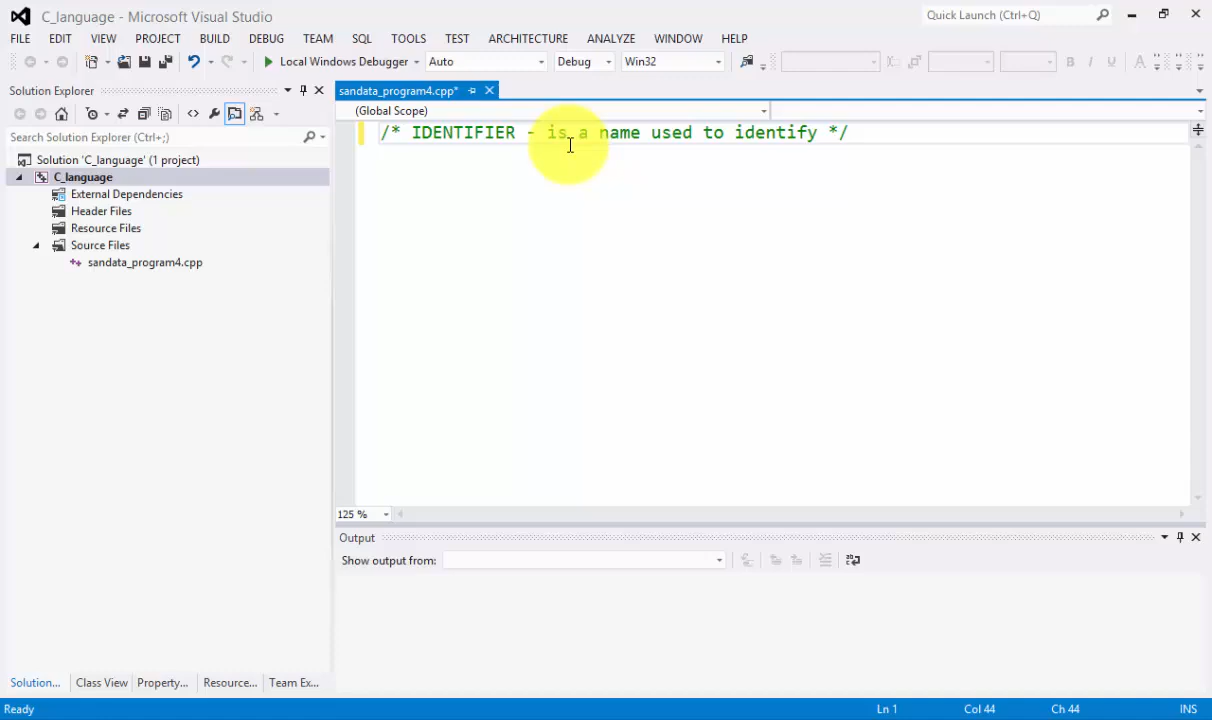 C_language - Microsoft Visual Studio
Quick Launch (Ctrl+Q)
FILE EDIT VIEW PROJECT BUILD DEBUG TEAM SQL TOOLS TEST ARCHITECTURE ANALYZE WINDOW HELP
Local Windows Debugger Auto Debug Win32
Solution Explorer
sandata_program4.cpp*
(Global Scope)
Search Solution Explorer (Ctrl+;)
/* IDENTIFIER - is a name used to identify */
Solution 'C_language' (1 project)
C_language
External Dependencies
Header Files
Resource Files
Source Files
sandata_program4.cpp
125 %
Output
Show output from:
Solution... Class View Property... Resource... Team Ex...
Ready Ln 1 Col 44 Ch 44 INS